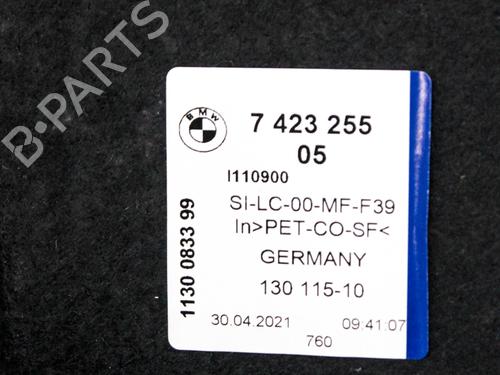 B-PARTS
BMW
7 423 255
05
I110900
SI-LC-00-MF-F39
In>PET-CO-SF<
GERMANY
130 115-10
30.04.2021 09:41:07
760
1130 0833 99